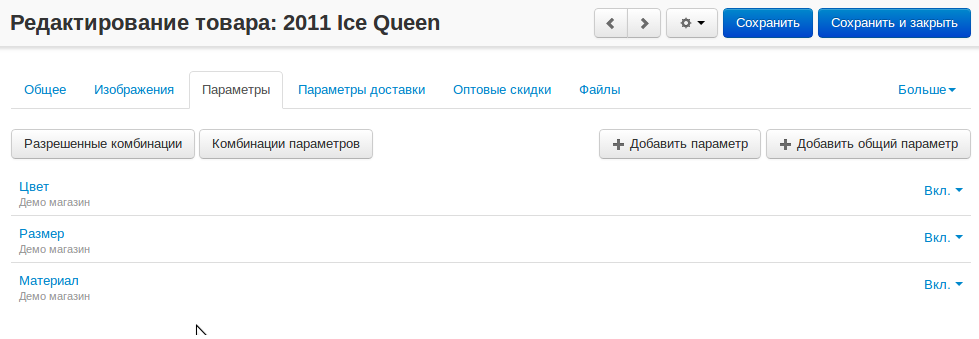 Редактирование товара: 2011 Ice Queen
Сохранить
Сохранить и закрыть
Общее Изображения Параметры Параметры доставки Оптовые скидки Файлы Больше
Разрешенные комбинации Комбинации параметров Добавить параметр Добавить общий параметр
Цвет
Демо магазин
Вкл.
Размер
Демо магазин
Вкл.
Материал
Демо магазин
Вкл.